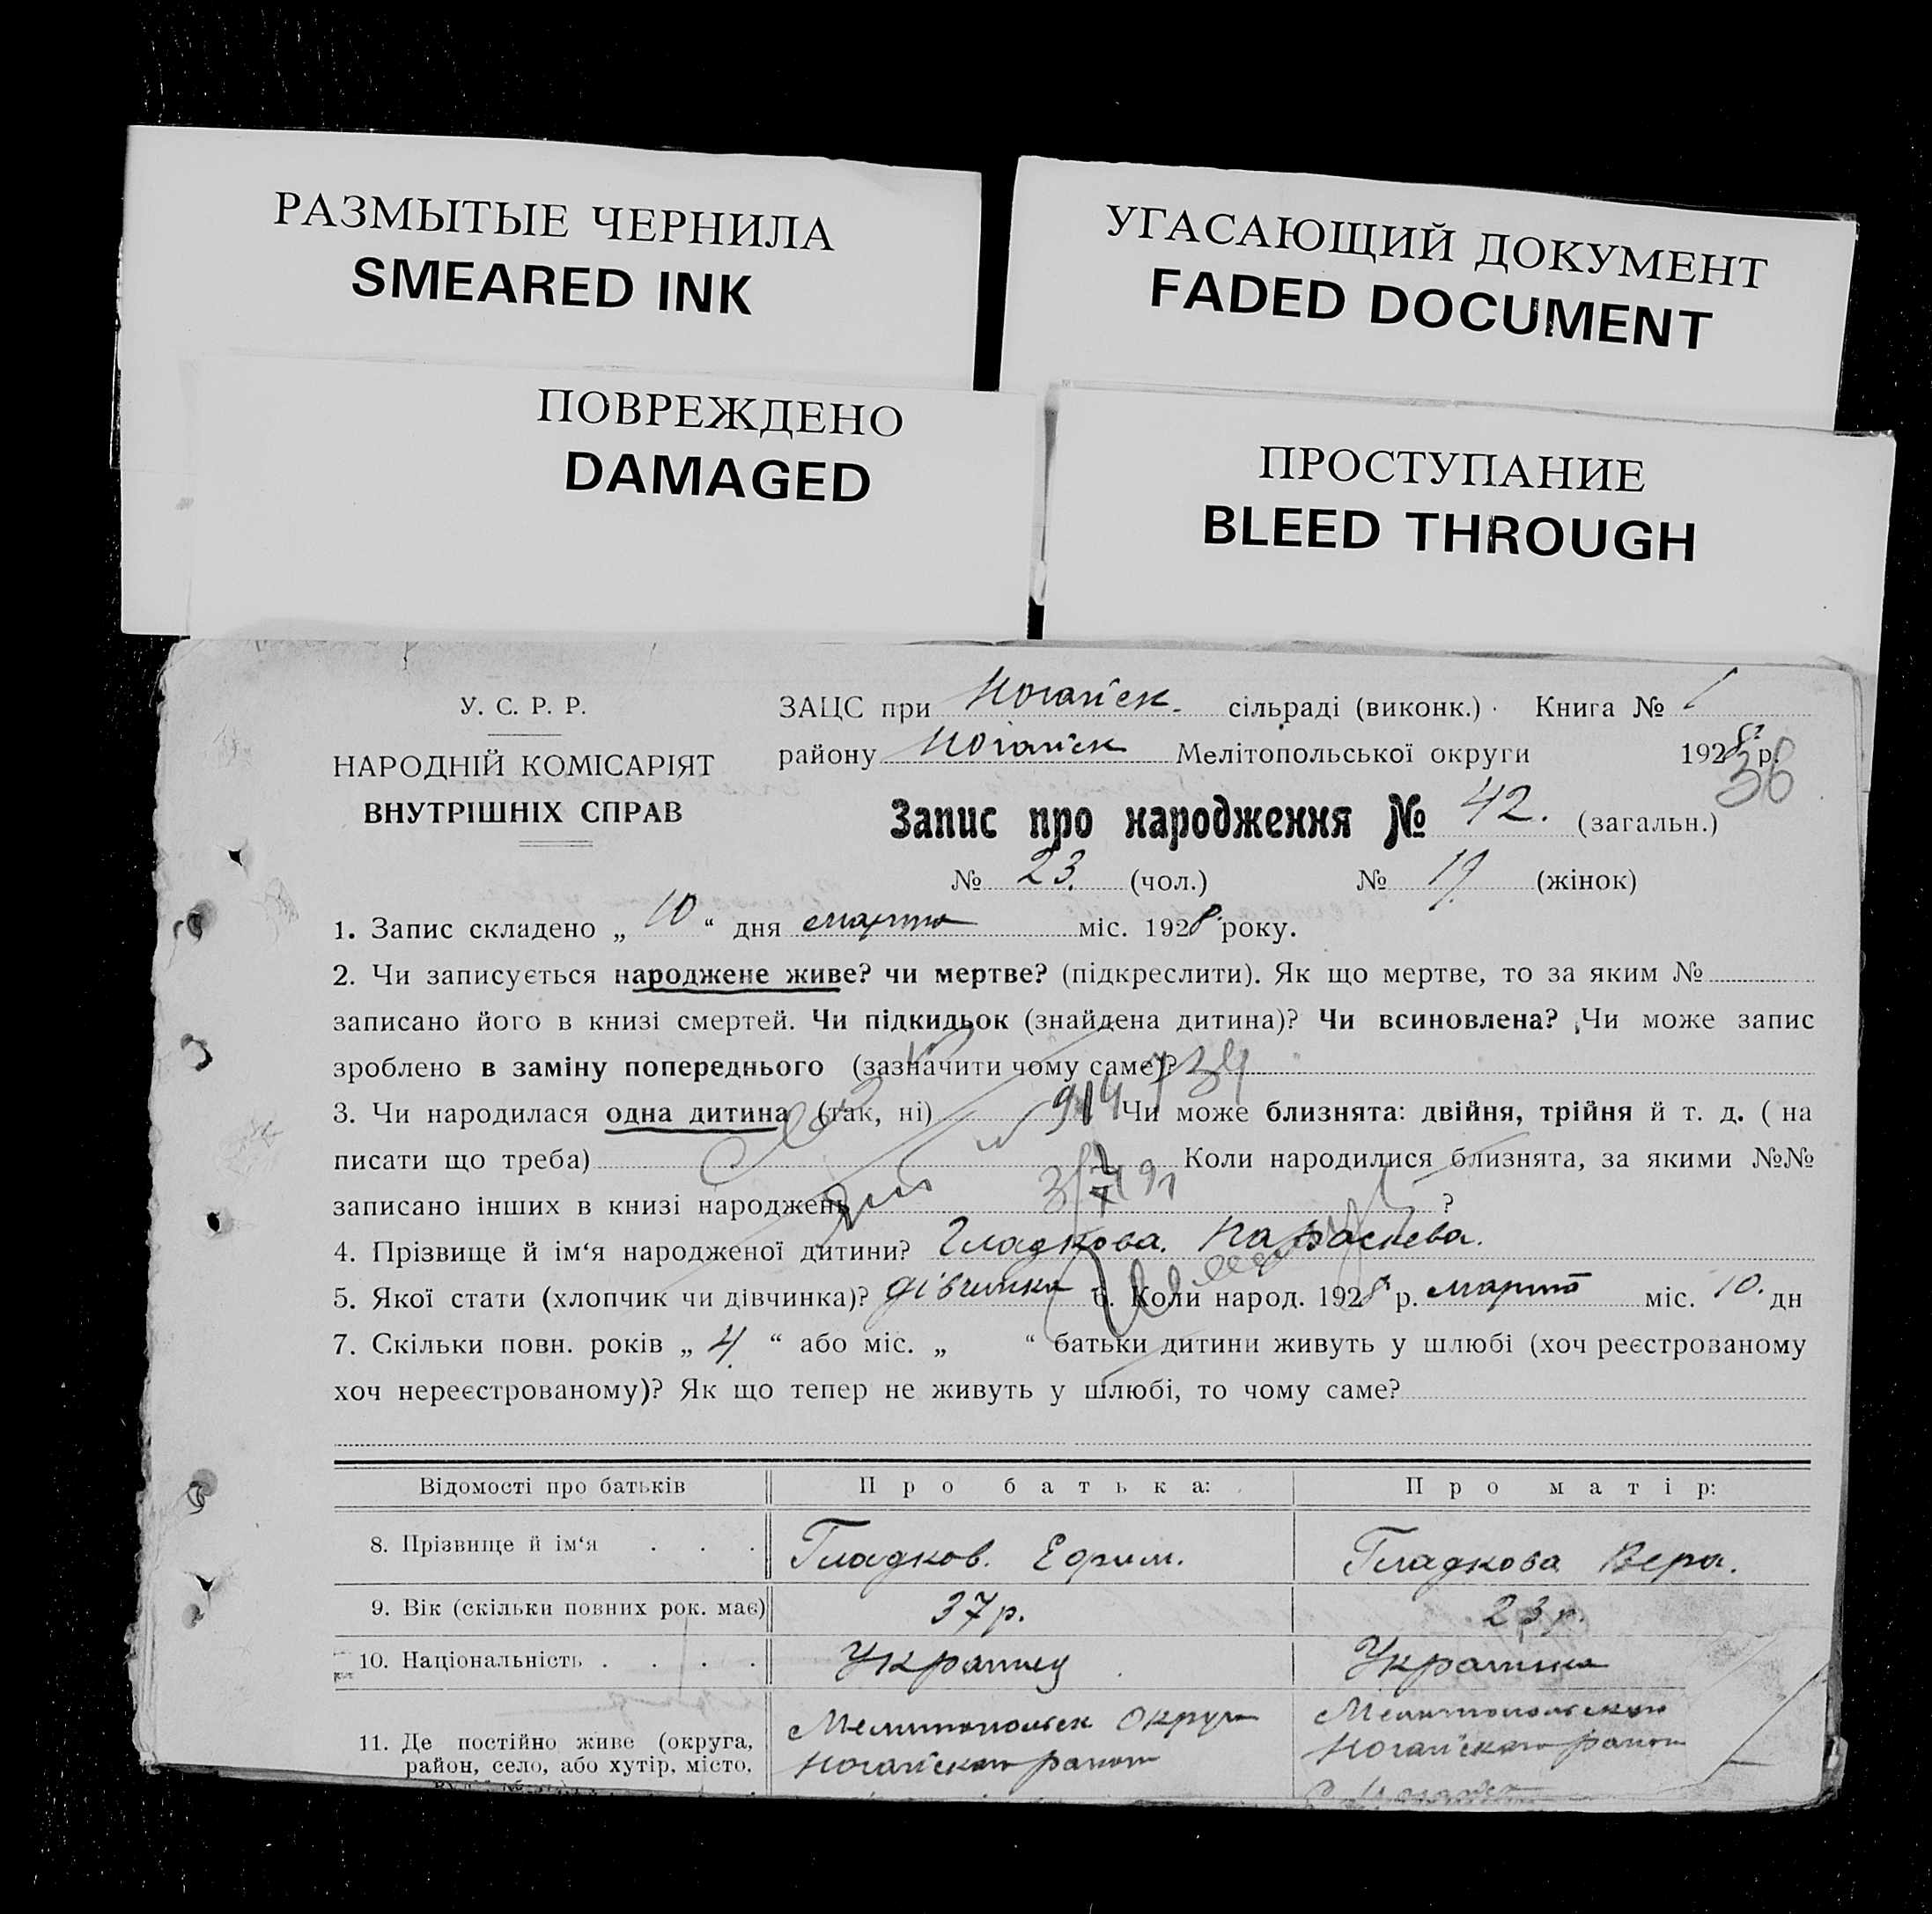 РАЗМЫТЫЕ ЧЕРНИЛА
SMEARED INK
УГАСАЮЩИЙ ДОКУМЕНТ
FADED DOCUMENT
ПОВРЕЖДЕНО
DAMAGED
ПРОСТУПАНИЕ
BLEED THROUGH
У. С. Р. Р.
НАРОДНІЙ КОМІСАРІЯТ
ВНУТРІШНІХ СПРАВ
ЗАЦС при Ногайск. сільраді (виконк.) Книга № 1
району Ногайск Мелітопольської округи 1928 р.
38
Запис про народження № 42. (загальн.)
№ 23. (чол.) № 19. (жінок)
1. Запис складено „ 10 “ дня марта міс. 1928 року.
2. Чи записується народжене живе? чи мертве? (підкреслити). Як що мертве, то за яким №
записано його в книзі смертей. Чи підкидьок (знайдена дитина)? Чи всиновлена? Чи може запис
зроблено в заміну попереднього (зазначити чому саме)?
3. Чи народилася одна дитина (так, ні) Чи може близнята: двійня, трійня й т. д. ( на
писати що треба) Коли народилися близнята, за якими №№
записано інших в книзі народжень ?
4. Прізвище й ім‘я народженої дитини? Гладкова.
5. Якої стати (хлопчик чи дівчинка)? дівчинка 6. Коли народ. 1928 р. марта міс. 10. дн
7. Скільки повн. років „ 4 “ або міс. „ “ батьки дитини живуть у шлюбі (хоч реєстрованому
хоч нереєстрованому)? Як що тепер не живуть у шлюбі, то чому саме?
Відомості про батьків Про батька: Про матір:
8. Прізвище й ім‘я . . . Гладков. Ефрим. Гладкова Вера.
9. Вік (скільки повних рок. має) 37 р. 23 р.
10. Національність . . . . Украинец Украинка
11. Де постійно живе (округа, Мелитопольск округи Мелитопольского
район, село, або хутір, місто, Ногайского района Ногайского района